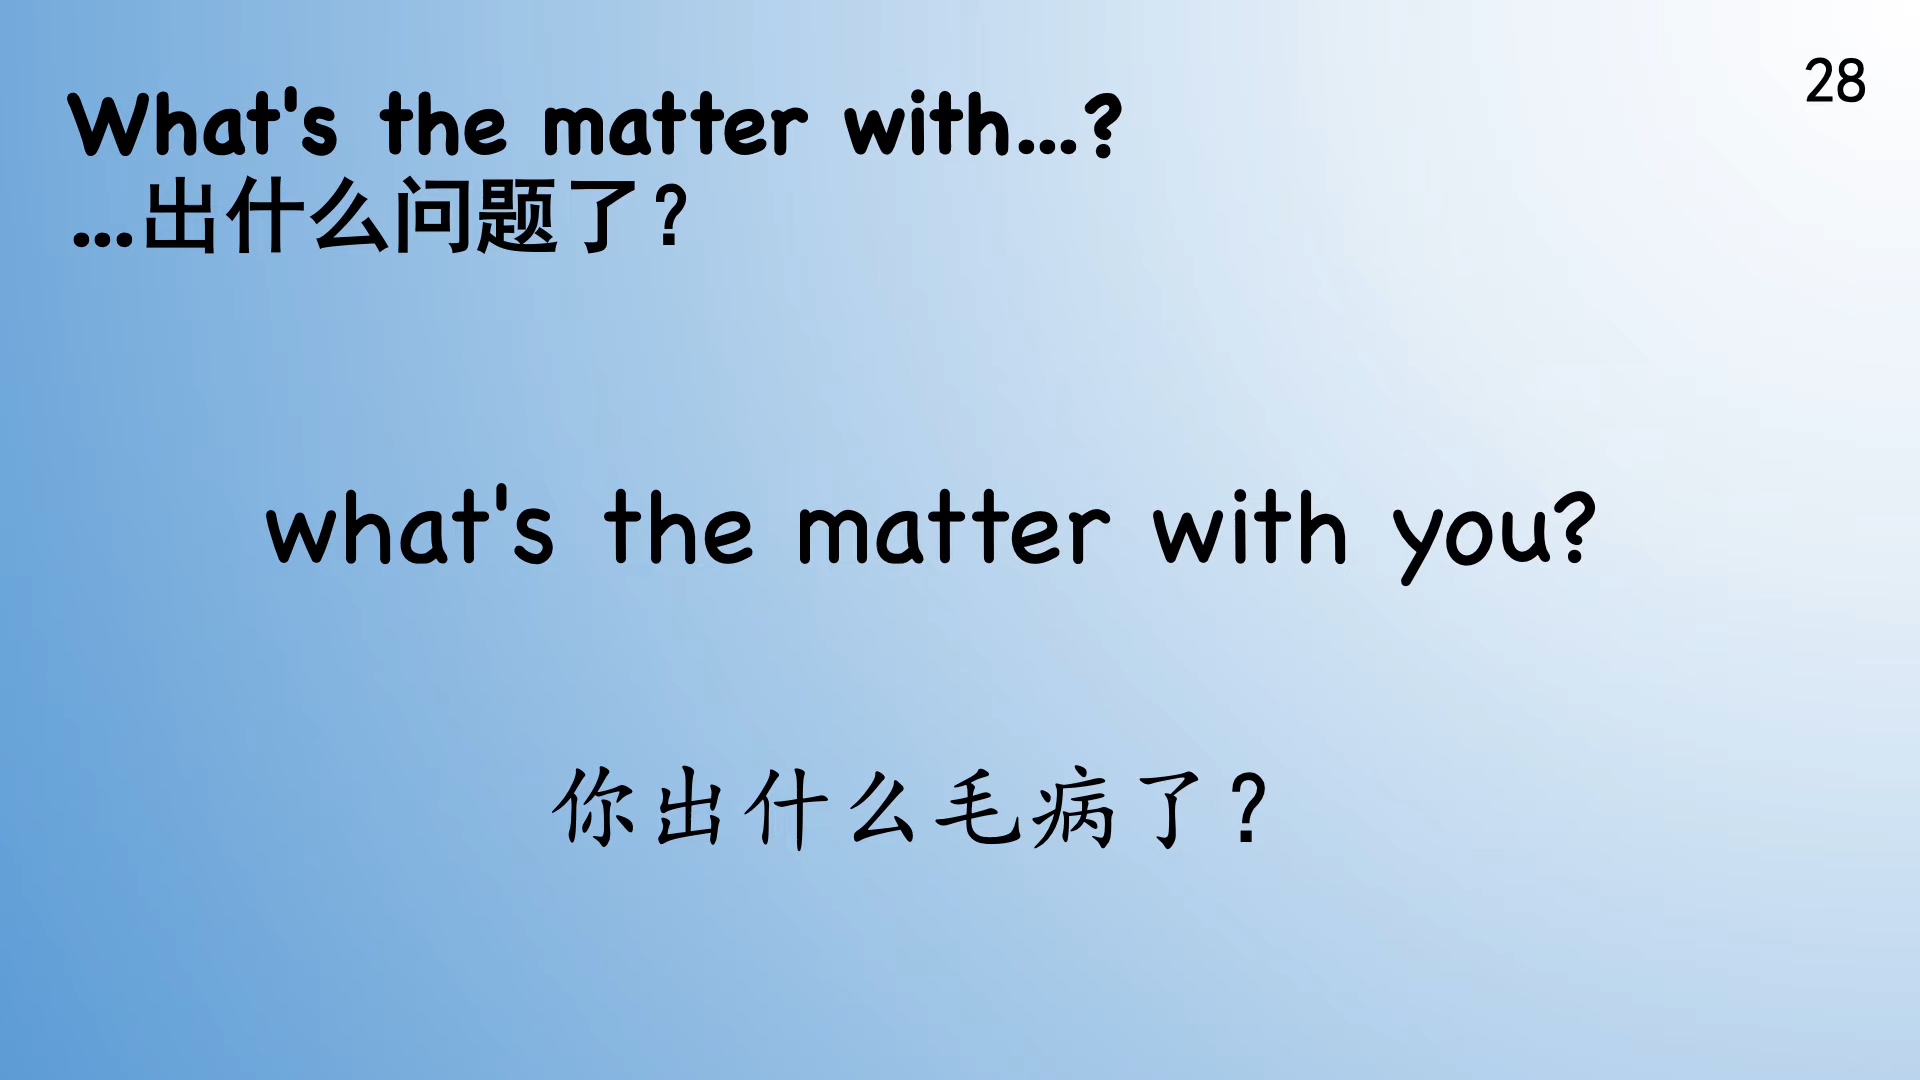 28
What's the matter with...?
...出什么问题了？
what's the matter with you?
你出什么毛病了？